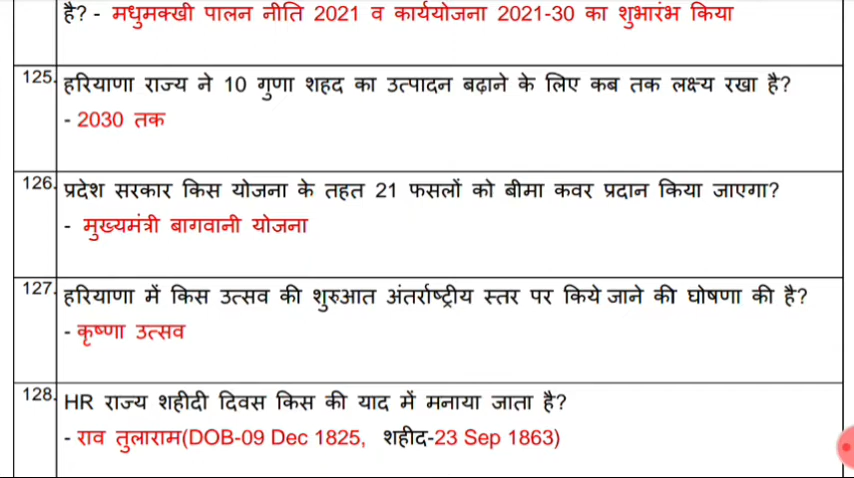 है? - मधुमक्खी पालन नीति 2021 व कार्ययोजना 2021-30 का शुभारंभ किया
125. हरियाणा राज्य ने 10 गुणा शहद का उत्पादन बढ़ाने के लिए कब तक लक्ष्य रखा है?
- 2030 तक
126. प्रदेश सरकार किस योजना के तहत 21 फसलों को बीमा कवर प्रदान किया जाएगा?
- मुख्यमंत्री बागवानी योजना
127. हरियाणा में किस उत्सव की शुरुआत अंतर्राष्ट्रीय स्तर पर किये जाने की घोषणा की है?
- कृष्णा उत्सव
128. HR राज्य शहीदी दिवस किस की याद में मनाया जाता है?
- राव तुलाराम(DOB-09 Dec 1825, शहीद-23 Sep 1863)